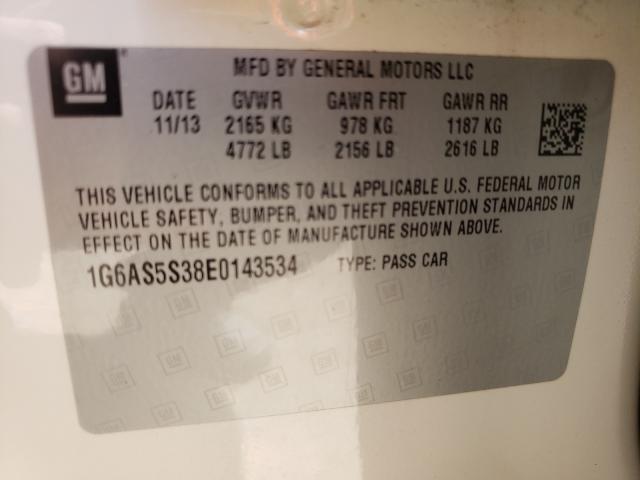 GM
MFD BY GENERAL MOTORS LLC
DATE GVWR GAWR FRT GAWR RR
11/13 2165 KG 978 KG 1187 KG
4772 LB 2156 LB 2616 LB
THIS VEHICLE CONFORMS TO ALL APPLICABLE U.S. FEDERAL MOTOR
VEHICLE SAFETY, BUMPER, AND THEFT PREVENTION STANDARDS IN
EFFECT ON THE DATE OF MANUFACTURE SHOWN ABOVE.
1G6AS5S38E0143534 TYPE: PASS CAR